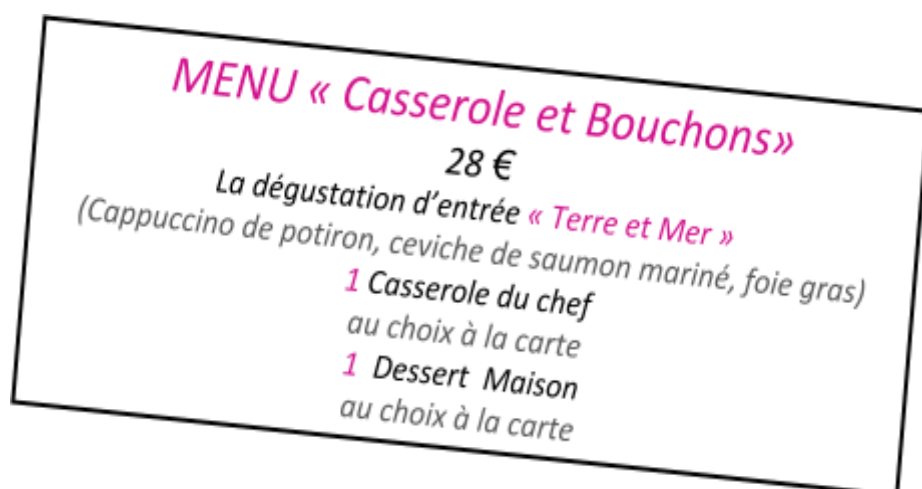 MENU « Casserole et Bouchons»
28 €
La dégustation d'entrée « Terre et Mer »
(Cappuccino de potiron, ceviche de saumon mariné, foie gras)
1 Casserole du chef
au choix à la carte
1 Dessert Maison
au choix à la carte